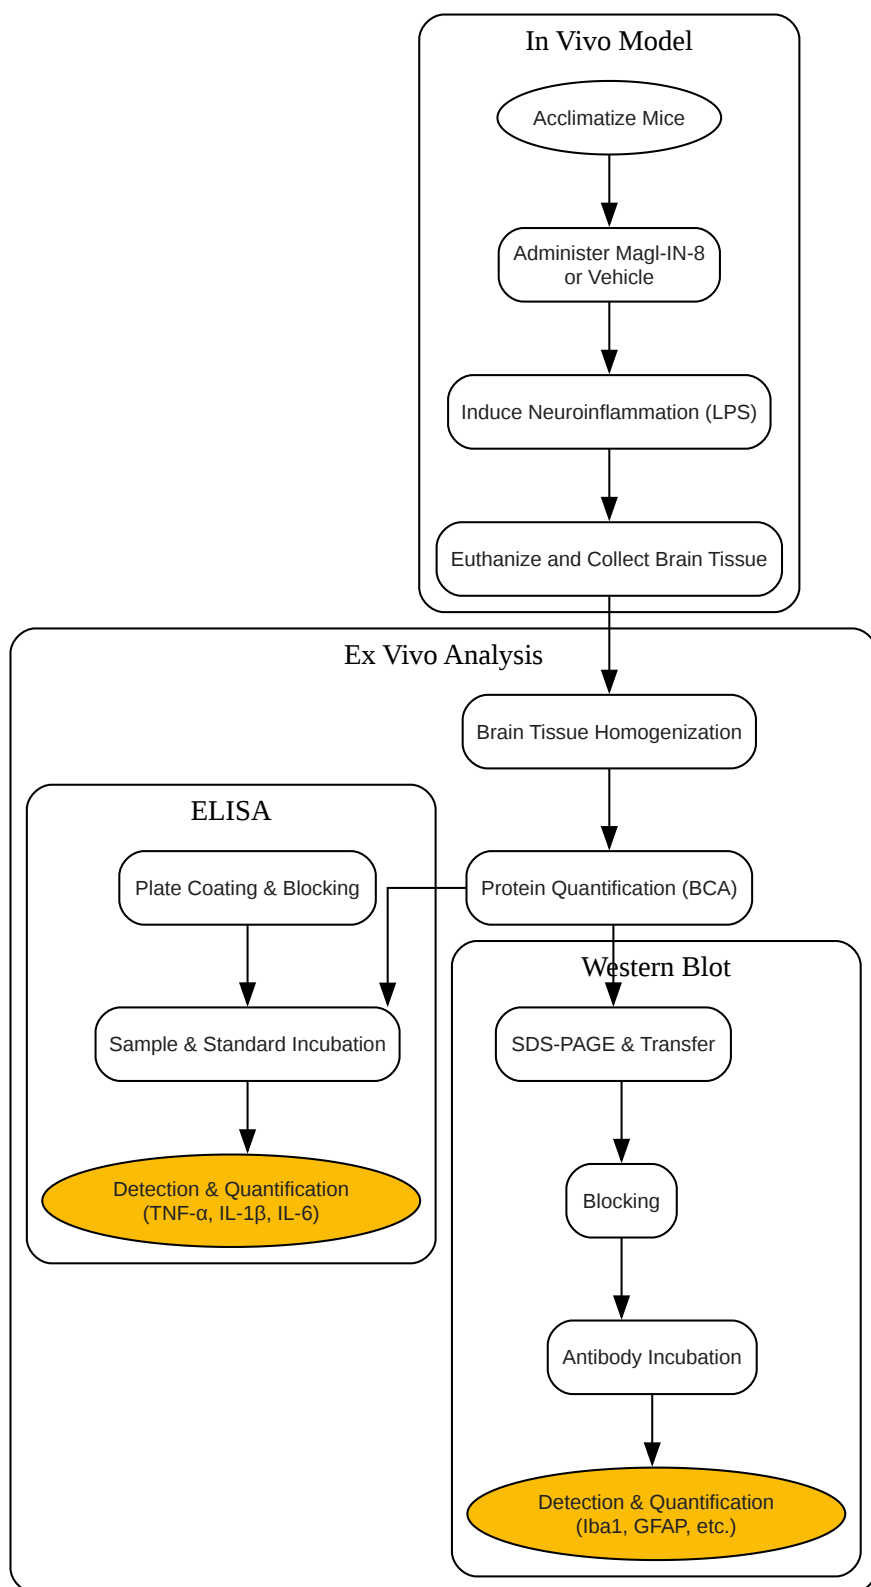 In Vivo Model
Acclimatize Mice
Administer Magl-IN-8
or Vehicle
Induce Neuroinflammation (LPS)
Euthanize and Collect Brain Tissue
Ex Vivo Analysis
Brain Tissue Homogenization
ELISA
Plate Coating & Blocking
Protein Quantification (BCA)
Western Blot
Sample & Standard Incubation
SDS-PAGE & Transfer
Detection & Quantification
(TNF-α, IL-1β, IL-6)
Blocking
Antibody Incubation
Detection & Quantification
(Iba1, GFAP, etc.)